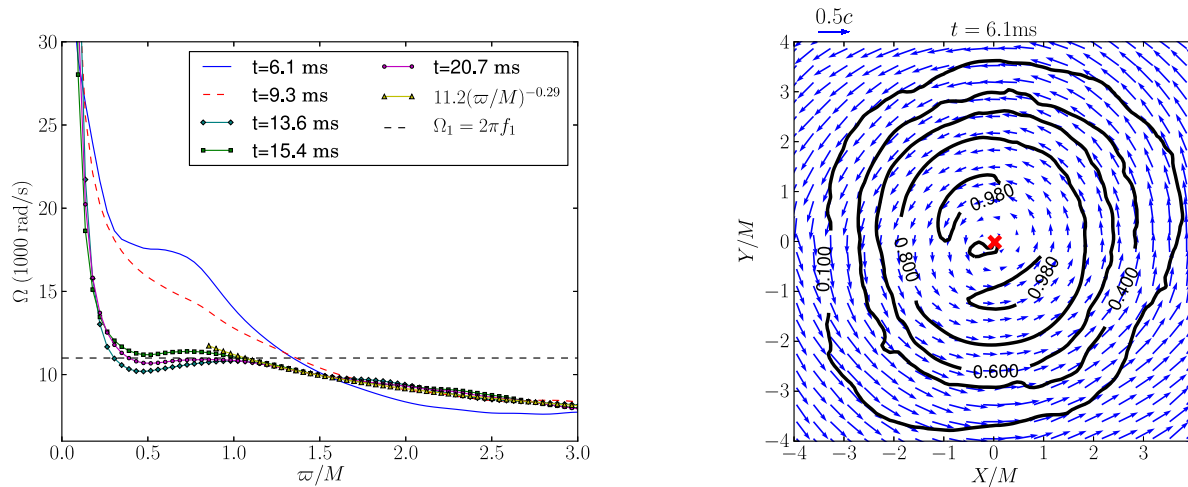 30
25
20
15
10
5
0.0 0.5 1.0 1.5 2.0 2.5 3.0
Ω (1000 rad/s)
ϖ/M
t=6.1 ms
t=9.3 ms
t=13.6 ms
t=15.4 ms
t=20.7 ms
11.2(ϖ/M)^{−0.29}
Ω₁ = 2πf₁
0.5c
t = 6.1ms
4
3
2
1
0
−1
−2
−3
−4
−4 −3 −2 −1 0 1 2 3
Y/M
X/M
0.980
0.980
0.800
0.100
0.400
0.600